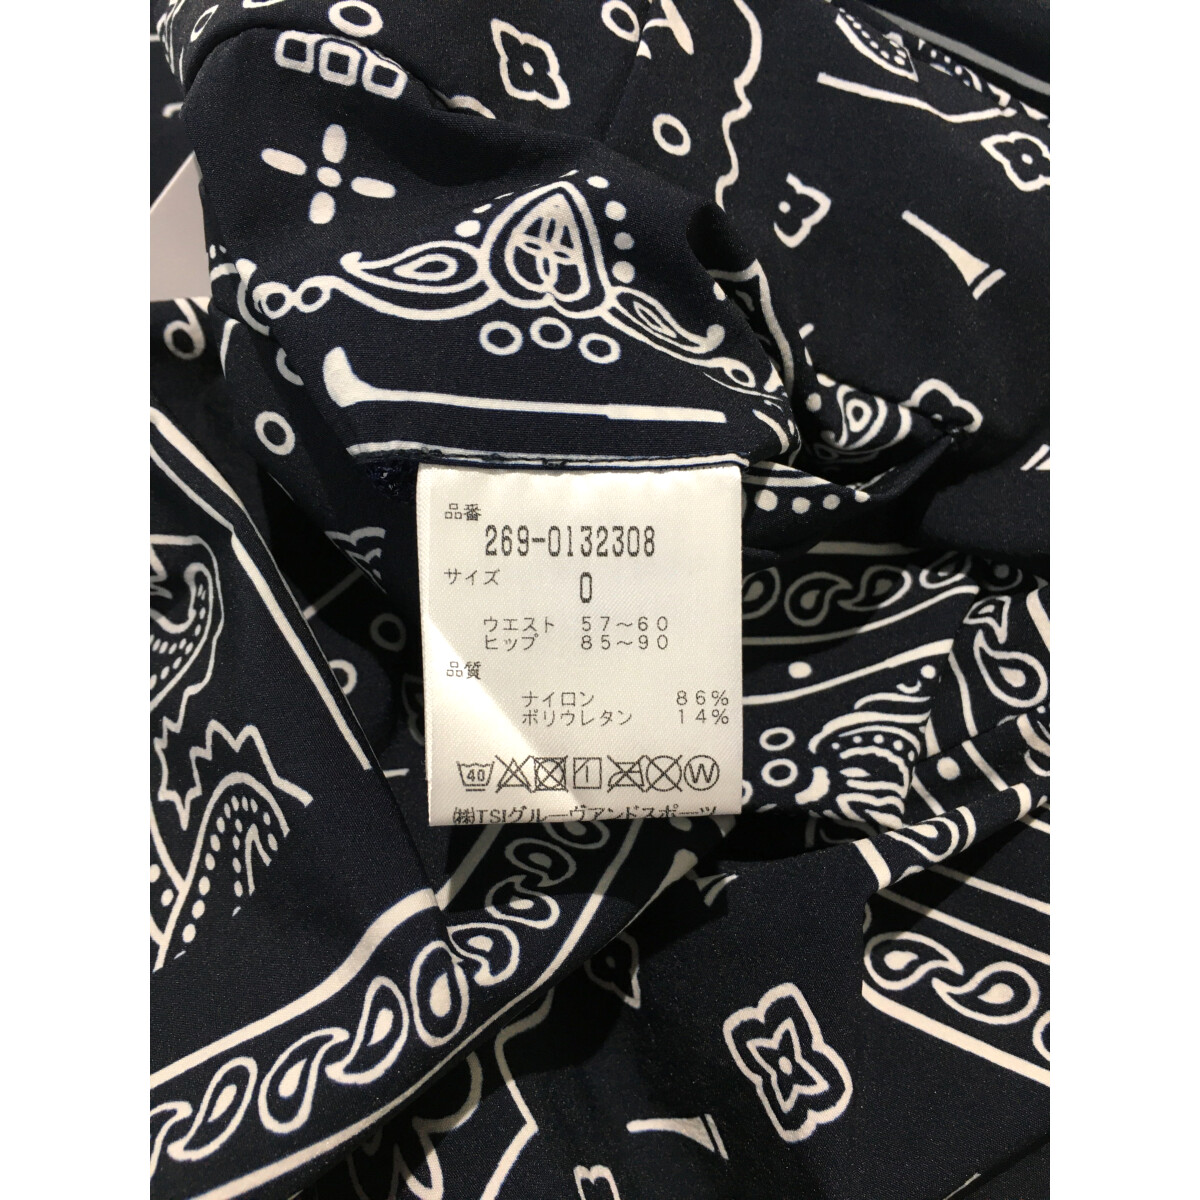 品番
269-0132308
サイズ
0
ウエスト 57〜60
ヒップ 85〜90
品質
ナイロン 86%
ポリウレタン 14%
40 W
㈱TSIグルーヴアンドスポーツ